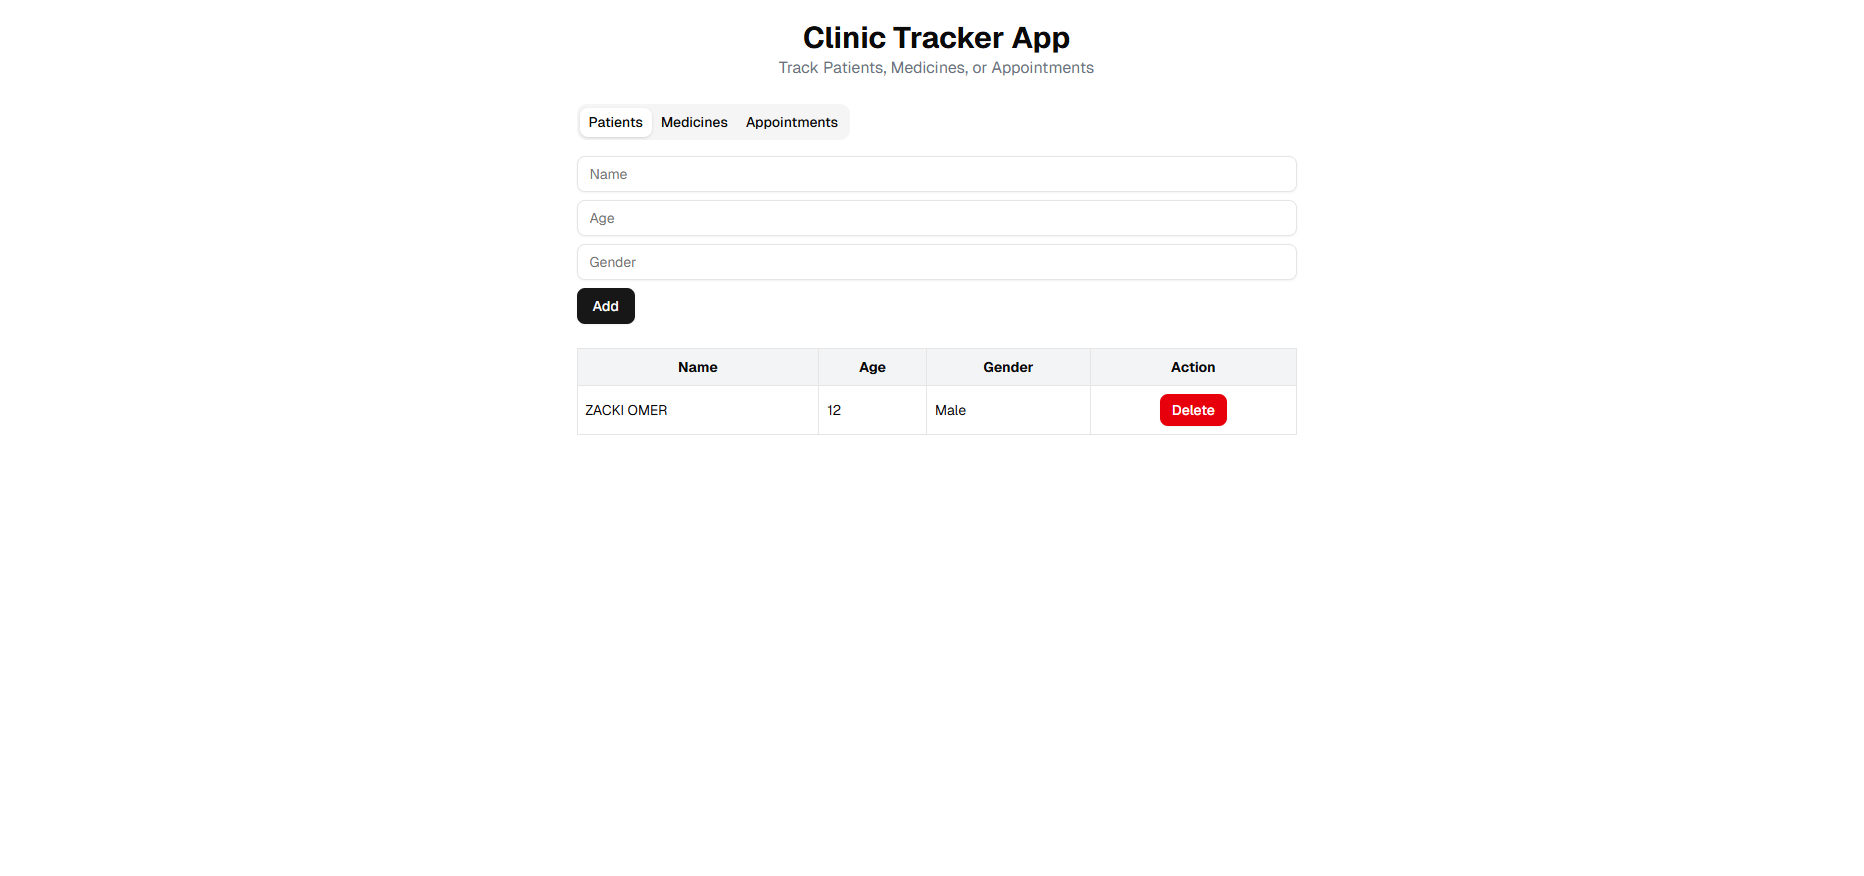 Clinic Tracker App
Track Patients, Medicines, or Appointments
Patients Medicines Appointments
Name
Age
Gender
Add
Name Age Gender Action
ZACKI OMER 12 Male Delete